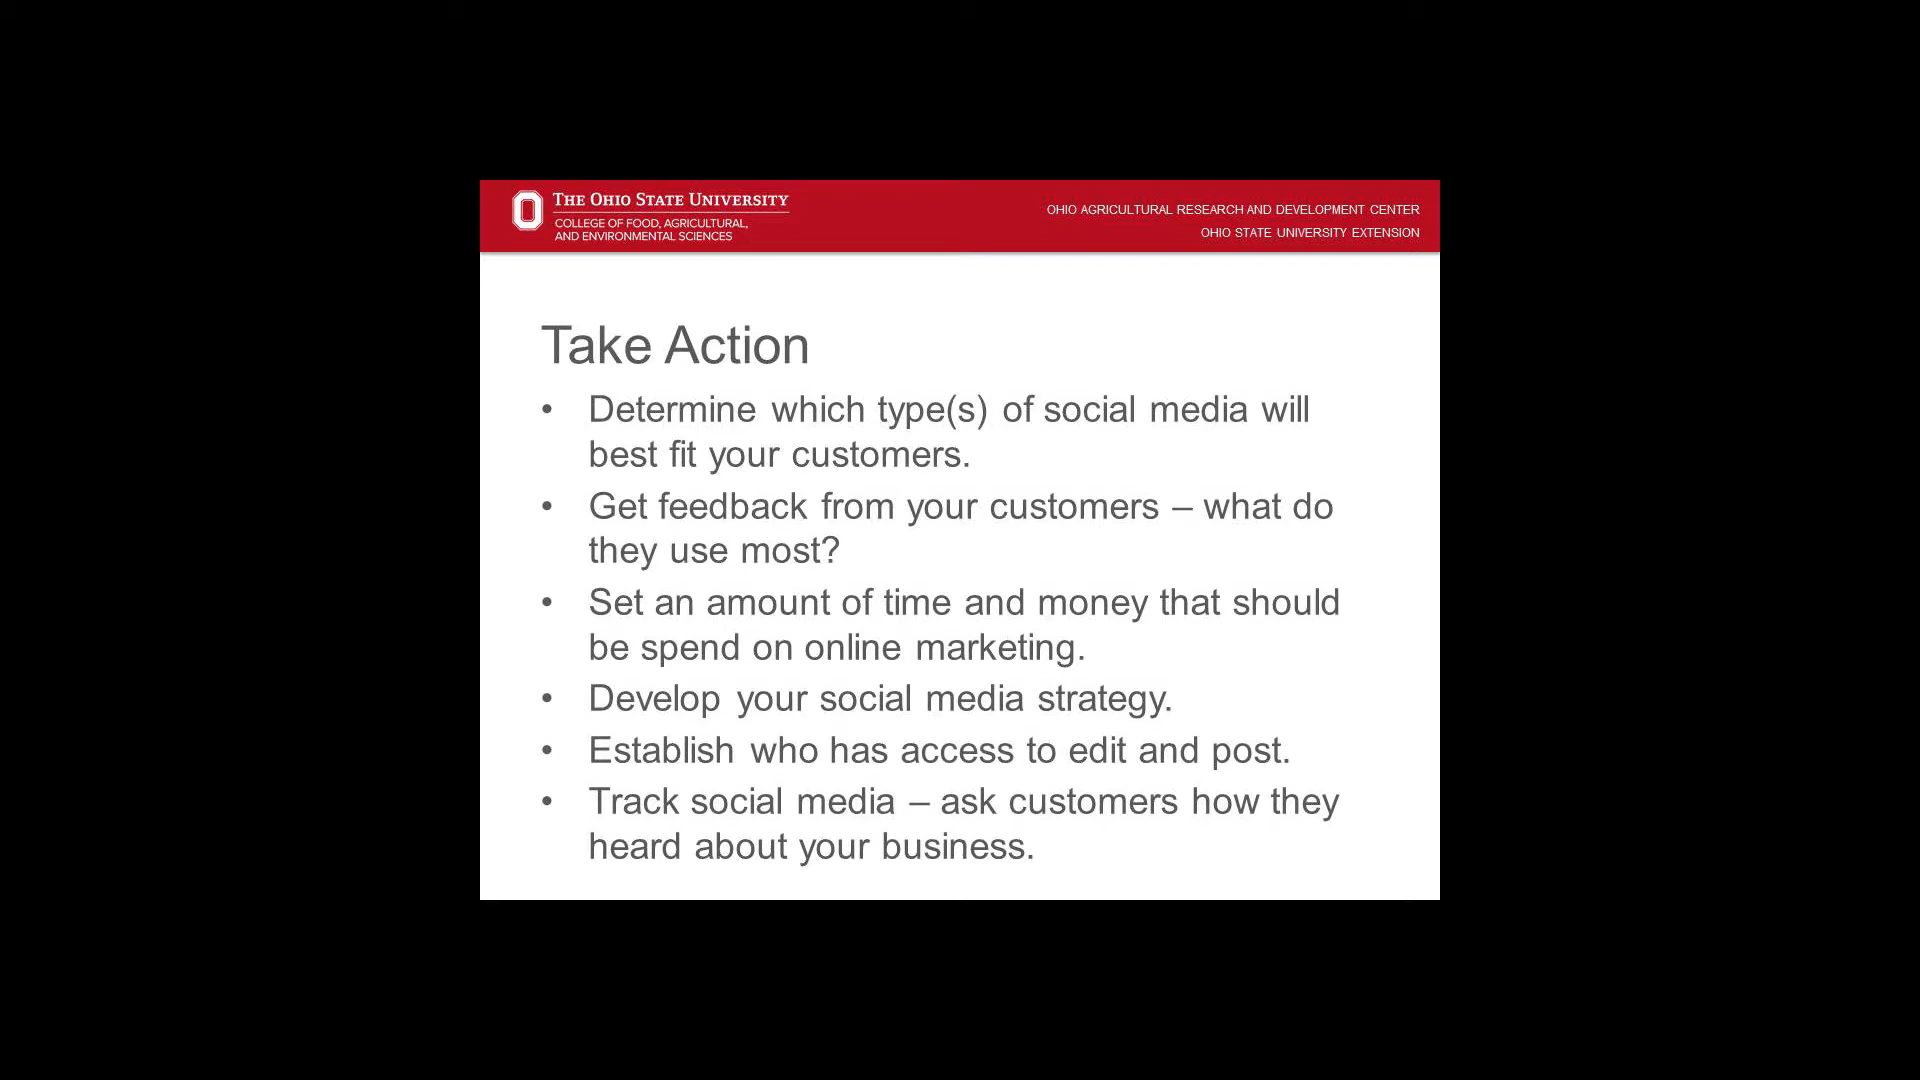 THE OHIO STATE UNIVERSITY
COLLEGE OF FOOD, AGRICULTURAL,
AND ENVIRONMENTAL SCIENCES
OHIO AGRICULTURAL RESEARCH AND DEVELOPMENT CENTER
OHIO STATE UNIVERSITY EXTENSION
Take Action
• Determine which type(s) of social media will
best fit your customers.
• Get feedback from your customers – what do
they use most?
• Set an amount of time and money that should
be spend on online marketing.
• Develop your social media strategy.
• Establish who has access to edit and post.
• Track social media – ask customers how they
heard about your business.